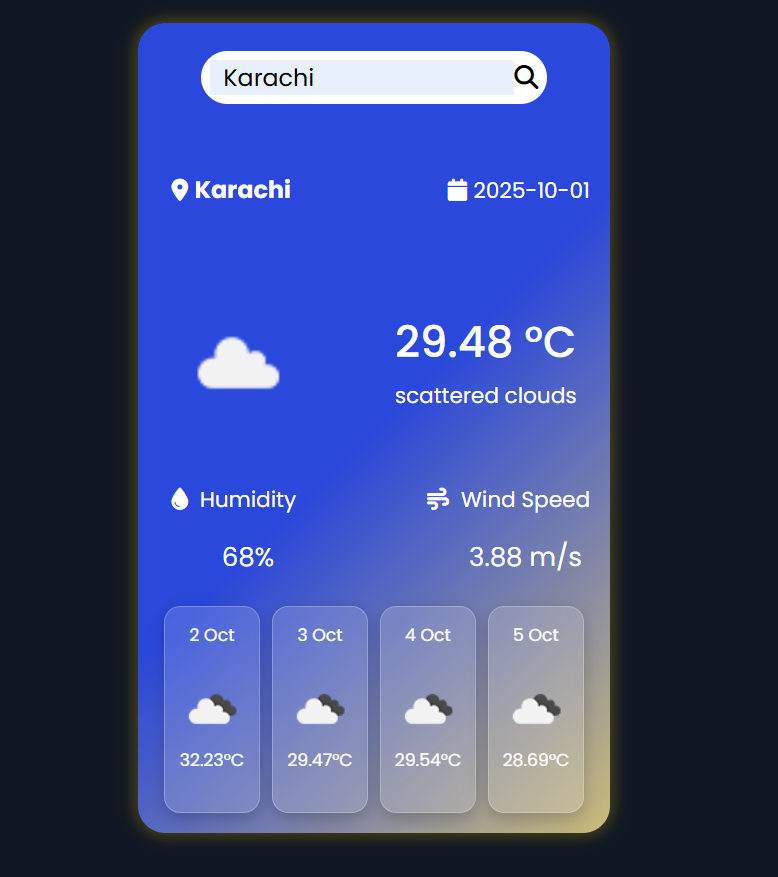 Karachi
Karachi 2025-10-01
29.48 °C
scattered clouds
Humidity Wind Speed
68% 3.88 m/s
2 Oct 3 Oct 4 Oct 5 Oct
32.23°C 29.47°C 29.54°C 28.69°C